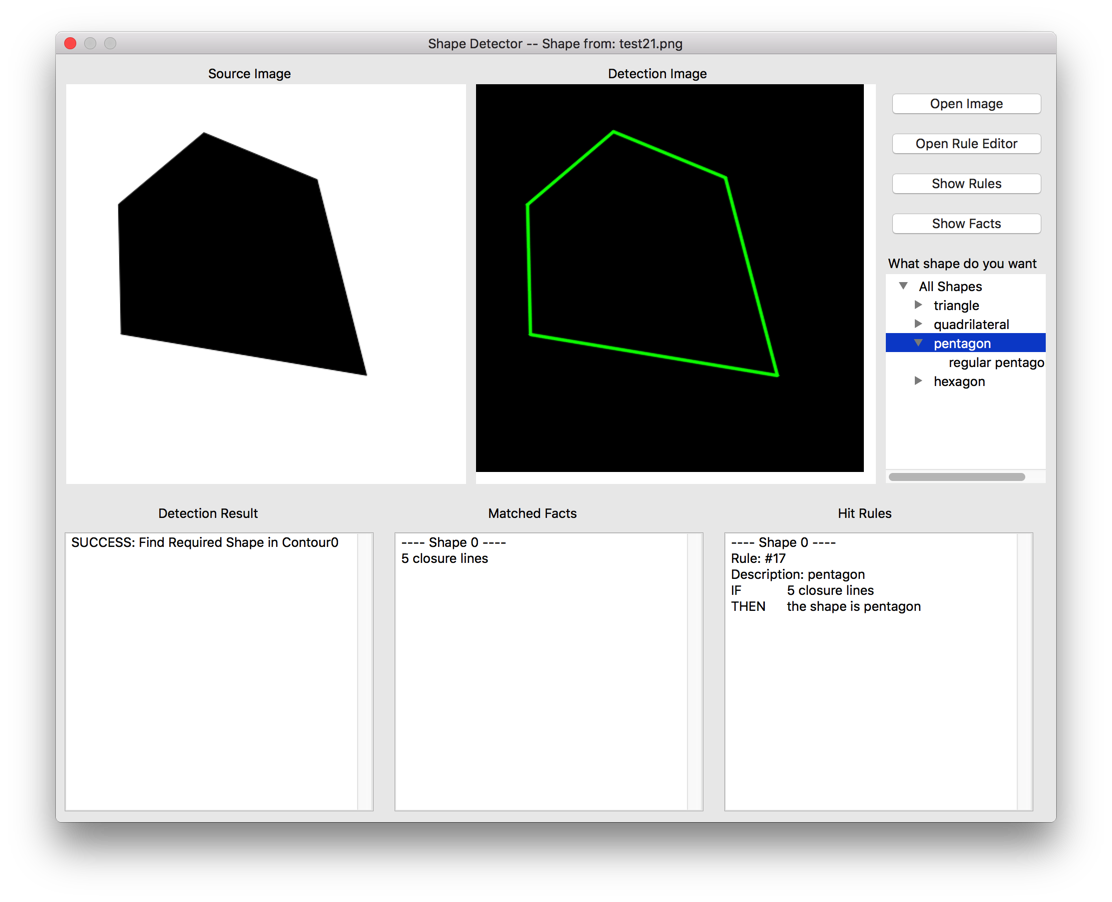 Shape Detector -- Shape from: test21.png
Source Image
Detection Image
Open Image
Open Rule Editor
Show Rules
Show Facts
What shape do you want
All Shapes
triangle
quadrilateral
pentagon
regular pentago
hexagon
Detection Result
SUCCESS: Find Required Shape in Contour0
Matched Facts
---- Shape 0 ----
5 closure lines
Hit Rules
---- Shape 0 ----
Rule: #17
Description: pentagon
IF 5 closure lines
THEN the shape is pentagon